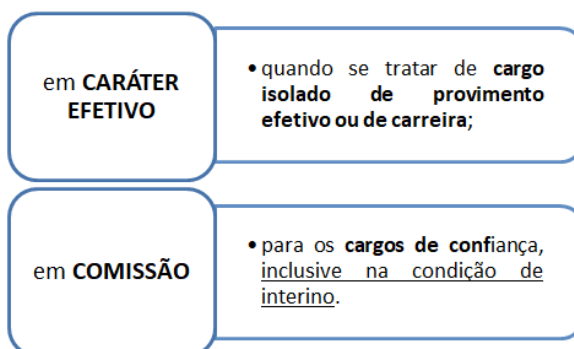 em CARÁTER
EFETIVO
• quando se tratar de cargo
isolado de provimento
efetivo ou de carreira;
em COMISSÃO
• para os cargos de confiança,
inclusive na condição de
interino.